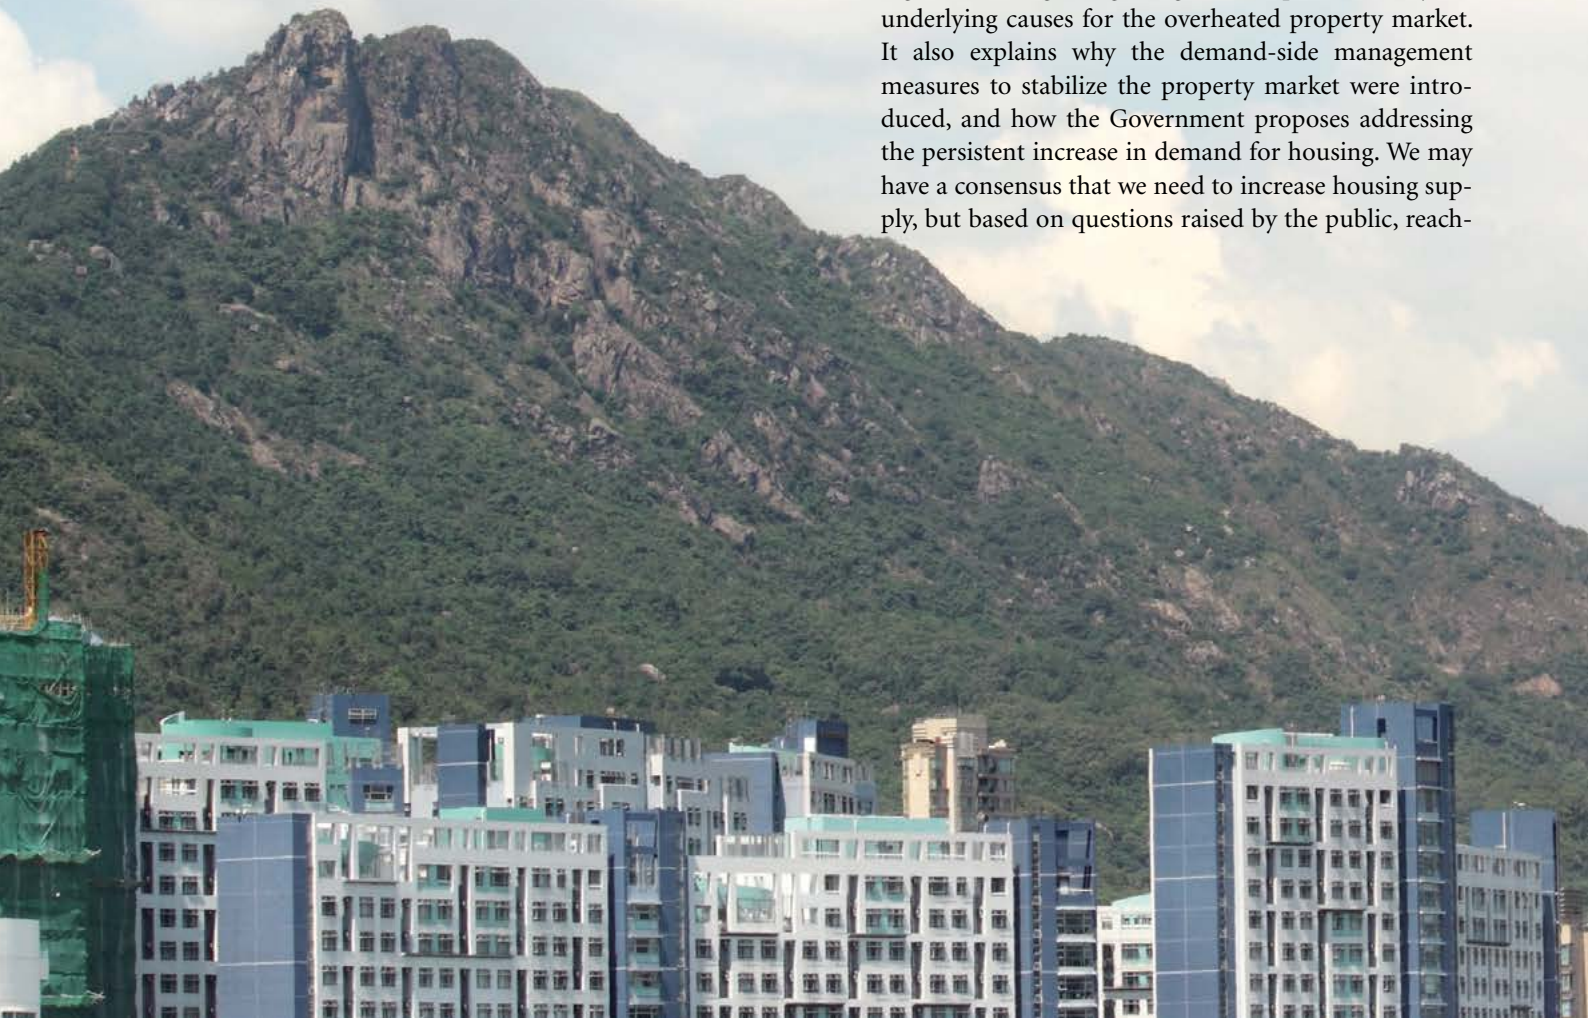 underlying causes for the overheated property market.
It also explains why the demand-side management
measures to stabilize the property market were intro-
duced, and how the Government proposes addressing
the persistent increase in demand for housing. We may
have a consensus that we need to increase housing sup-
ply, but based on questions raised by the public, reach-